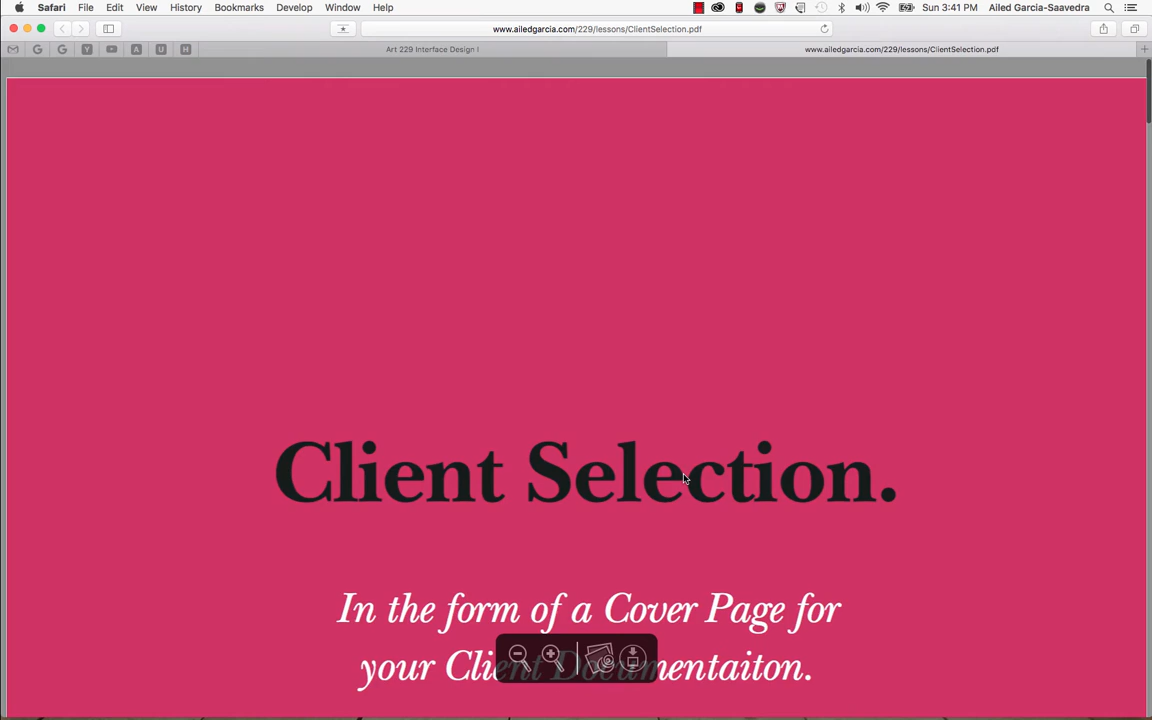 Safari File Edit View History Bookmarks Develop Window Help Sun 3:41 PM Ailed Garcia-Saavedra
www.ailedgarcia.com/229/lessons/ClientSelection.pdf
G G Y A U H Art 229 Interface Design I www.ailedgarcia.com/229/lessons/ClientSelection.pdf
Client Selection.
In the form of a Cover Page for
your Client Documentaiton.